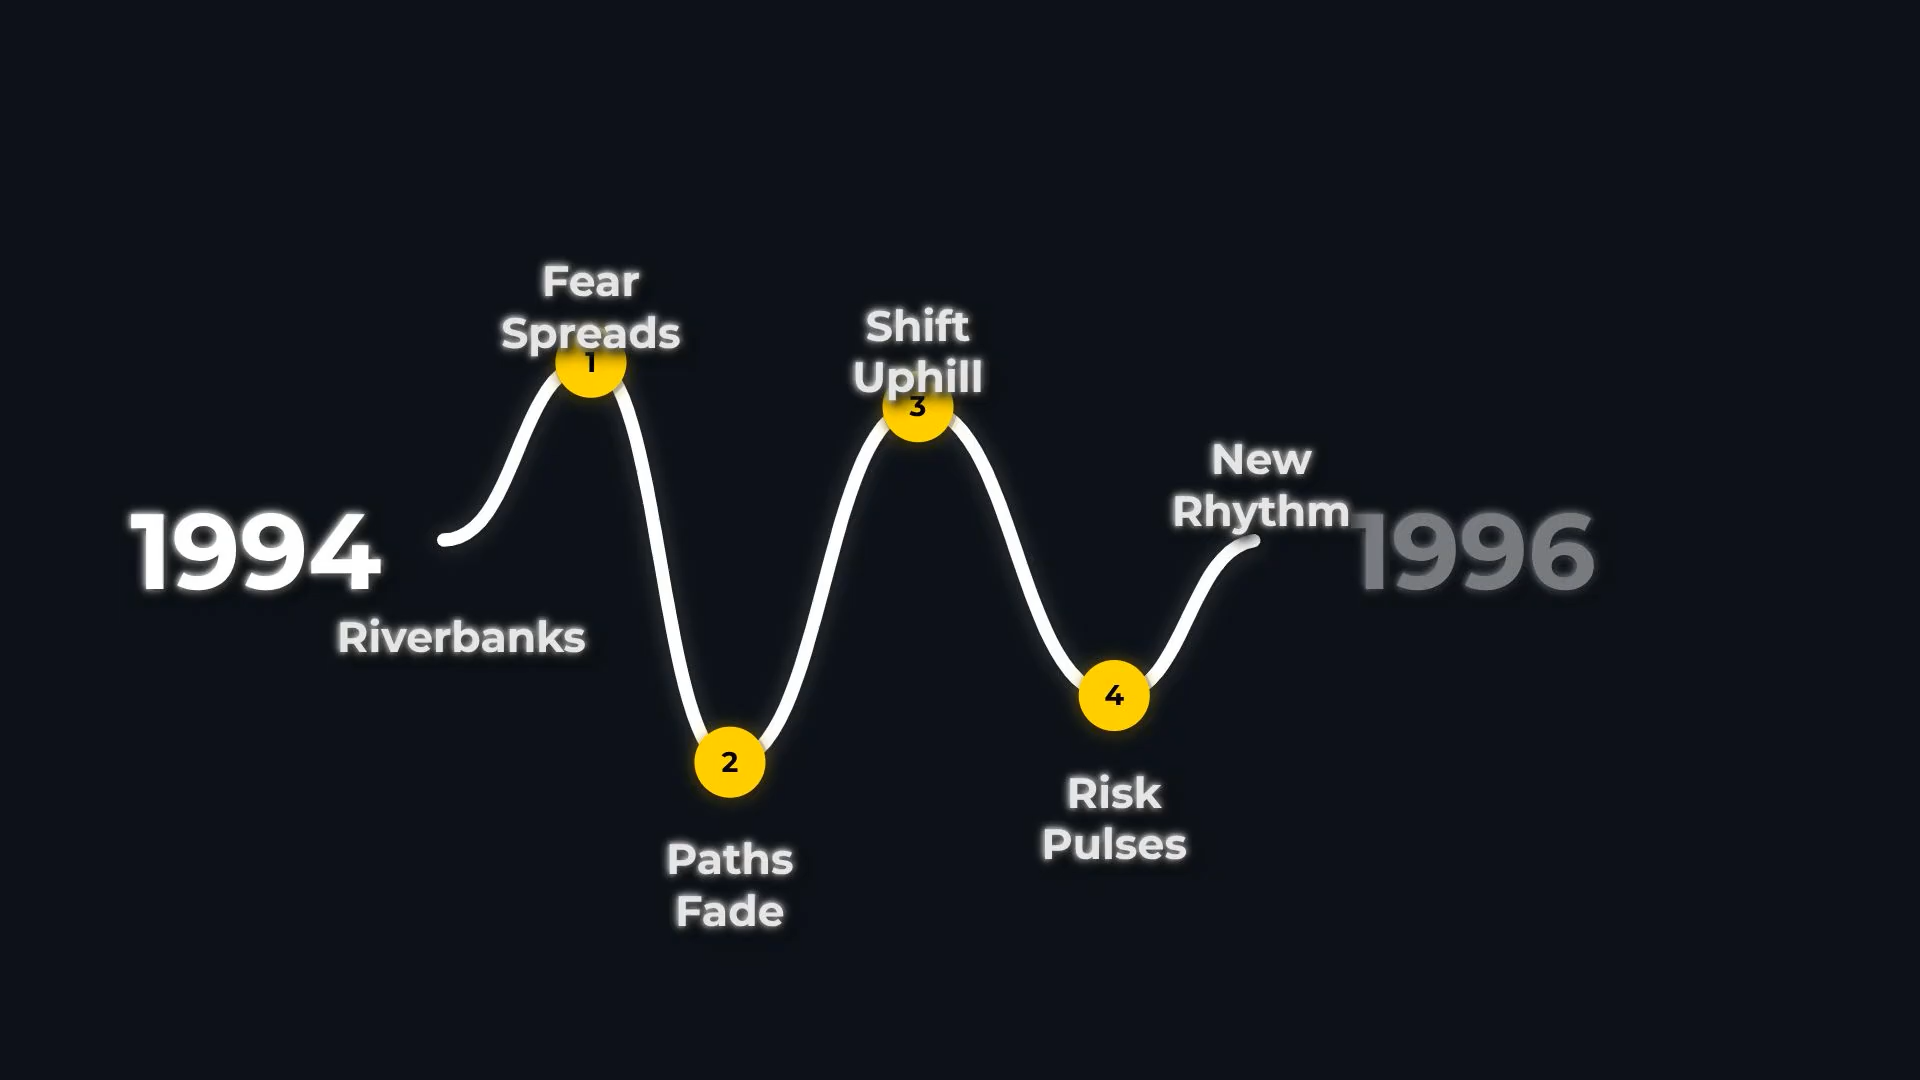 1994
Riverbanks
Fear
Spreads
1
2
Paths
Fade
Shift
Uphill
3
4
Risk
Pulses
New
Rhythm
1996